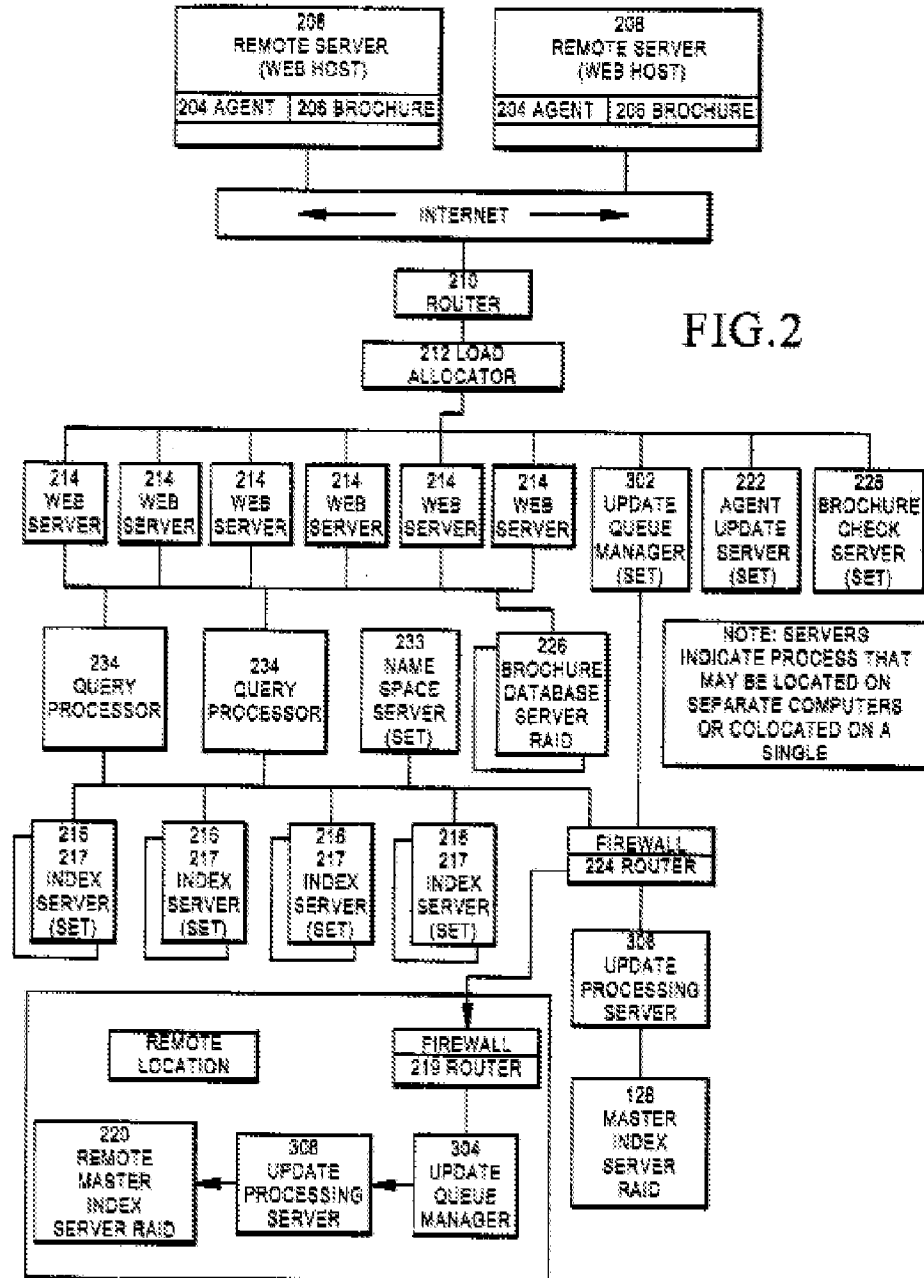 208
REMOTE SERVER
(WEB HOST)
204 AGENT 206 BROCHURE
208
REMOTE SERVER
(WEB HOST)
204 AGENT 206 BROCHURE
INTERNET
210
ROUTER
FIG.2
212 LOAD
ALLOCATOR
214
WEB
SERVER
214
WEB
SERVER
214
WEB
SERVER
214
WEB
SERVER
214
WEB
SERVER
214
WEB
SERVER
302
UPDATE
QUEUE
MANAGER
(SET)
222
AGENT
UPDATE
SERVER
(SET)
228
BROCHURE
CHECK
SERVER
(SET)
234
QUERY
PROCESSOR
234
QUERY
PROCESSOR
233
NAME
SPACE
SERVER
(SET)
226
BROCHURE
DATABASE
SERVER
RAID
NOTE: SERVERS
INDICATE PROCESS THAT
MAY BE LOCATED ON
SEPARATE COMPUTERS
OR COLOCATED ON A
SINGLE
216
217
INDEX
SERVER
(SET)
216
217
INDEX
SERVER
(SET)
216
217
INDEX
SERVER
(SET)
216
217
INDEX
SERVER
(SET)
FIREWALL
224 ROUTER
306
UPDATE
PROCESSING
SERVER
REMOTE
LOCATION
FIREWALL
219 ROUTER
128
MASTER
INDEX
SERVER
RAID
220
REMOTE
MASTER
INDEX
SERVER RAID
308
UPDATE
PROCESSING
SERVER
304
UPDATE
QUEUE
MANAGER